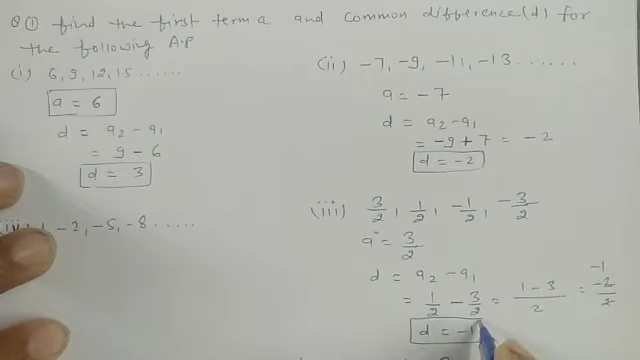 Q ① find the first term a and common difference (d) for
the following A.P
(i) 6, 9, 12, 15 ......
a = 6
d = a₂ - a₁
= 9 - 6
d = 3
(ii) -7, -9, -11, -13 .......
a = -7
d = a₂ - a₁
= -9 + 7 = -2
d = -2
(iii) 3/2, 1/2, -1/2, -3/2
a = 3/2
d = a₂ - a₁
= 1/2 - 3/2 = 1-3/2 = -2/2 -1
d = -1
-2, -5, -8 .....